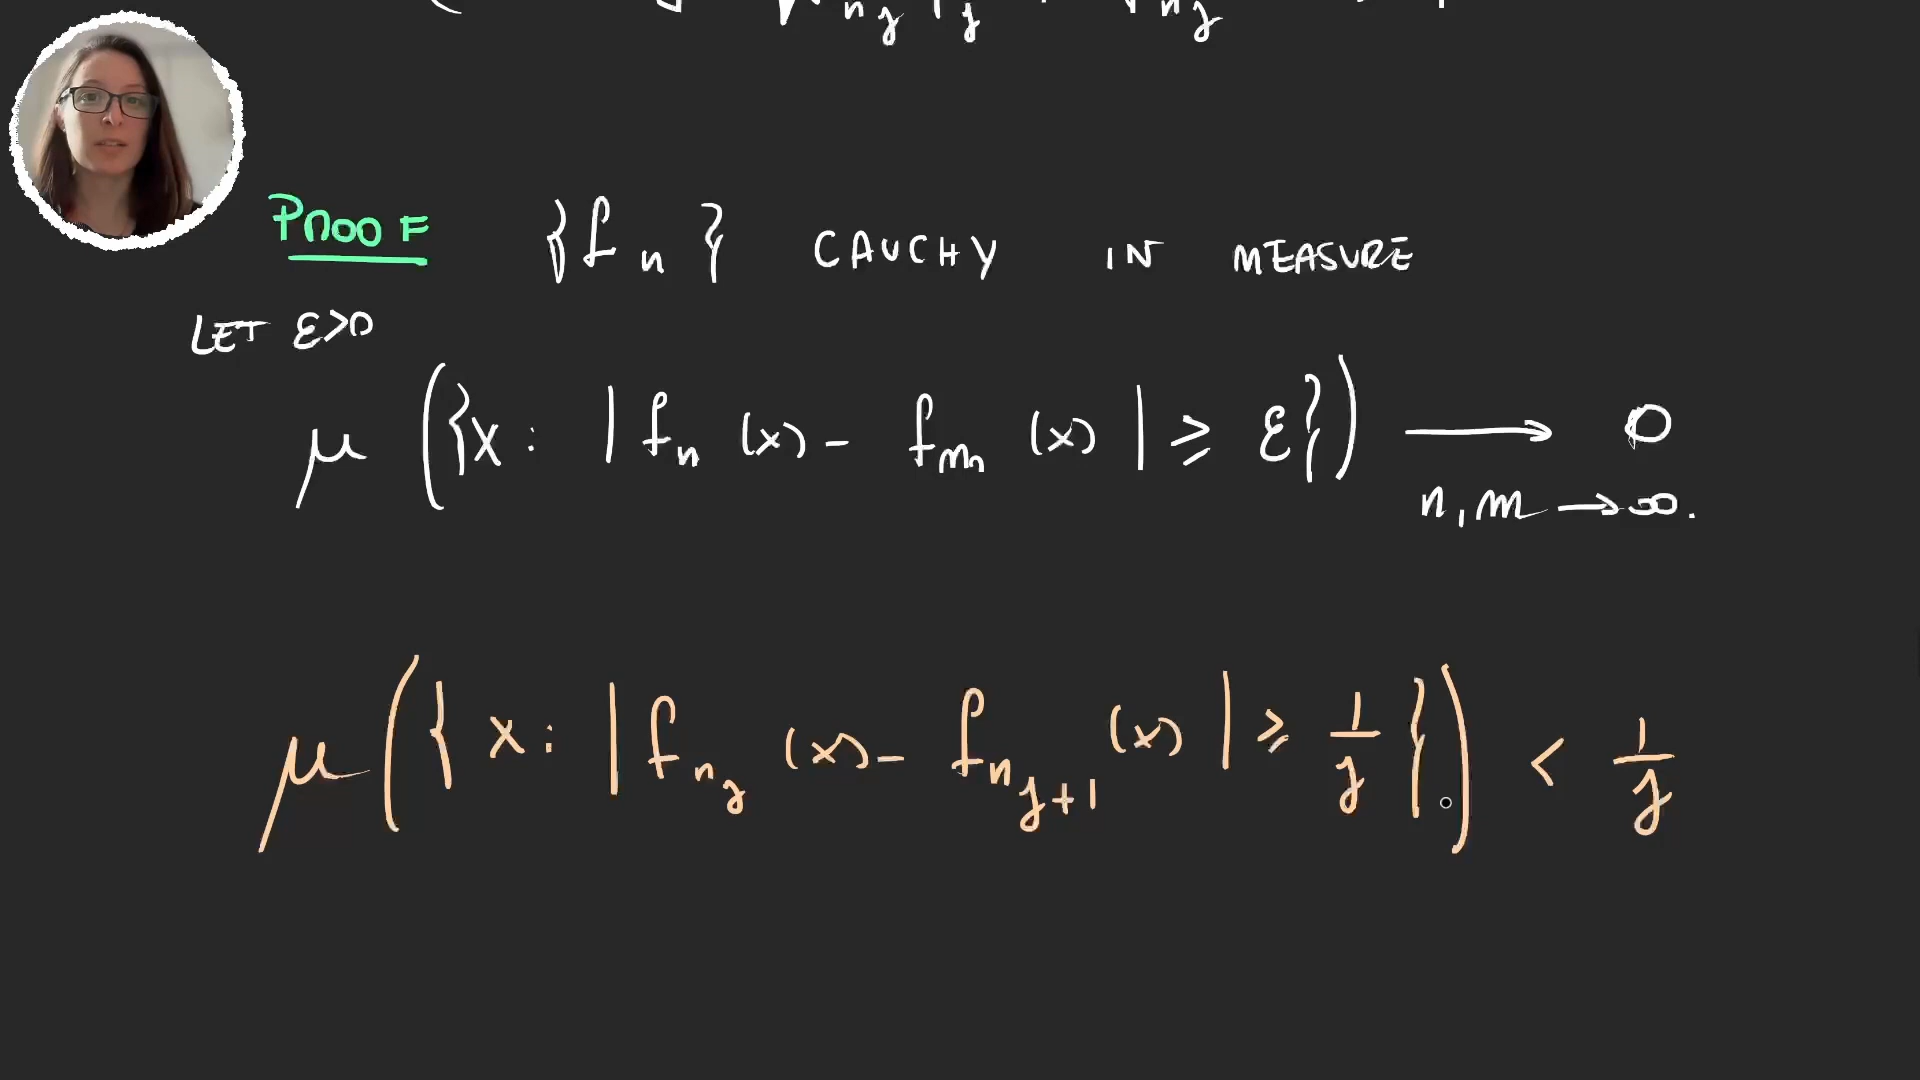 PROOF {fₙ} CAUCHY IN MEASURE
LET ε>0
μ({x: |fₙ(x) - fₘ(x)| ≥ ε}) ⟶ 0
n,m → ∞.
μ({x: |f_{n_j}(x) - f_{n_{j+1}}(x)| ≥ 1/j}) < 1/j